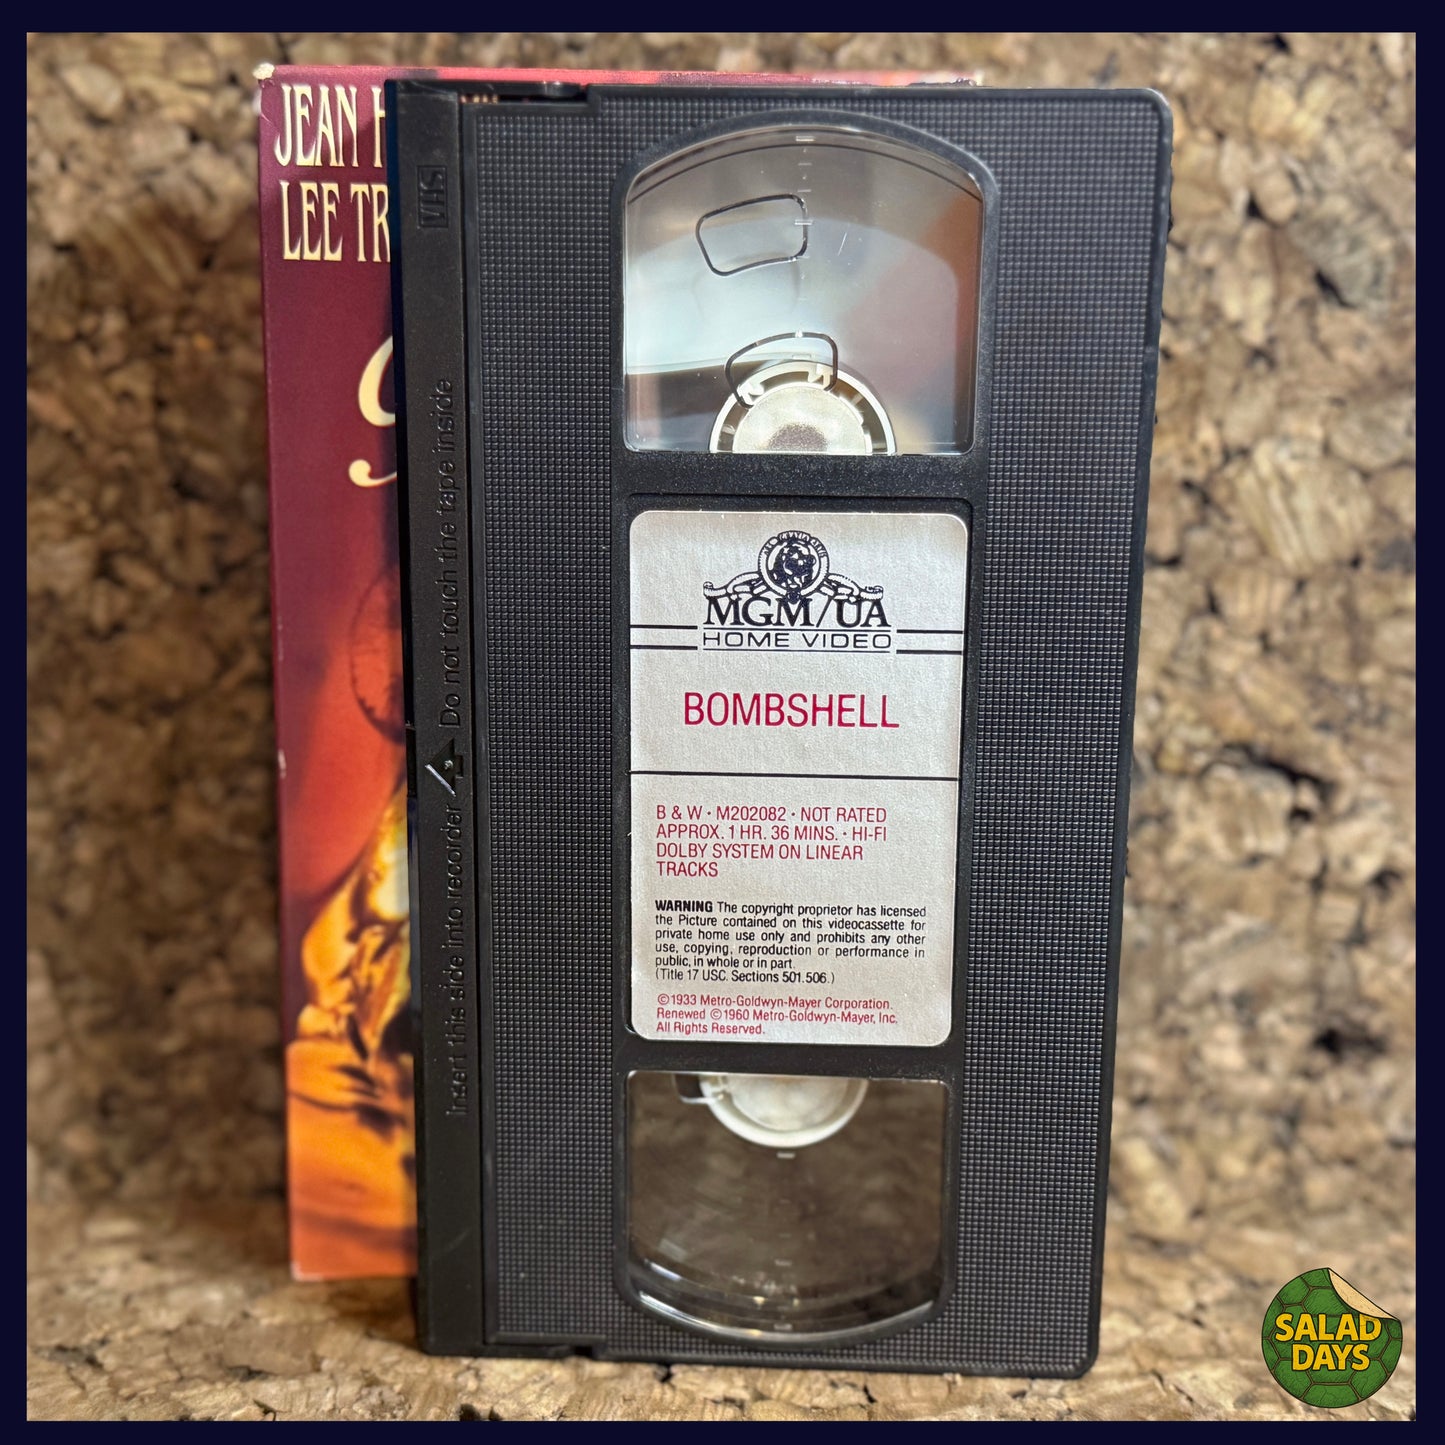 JEAN H
LEE TR
VHS
Insert this side into recorder
Do not touch the tape inside
MGM/UA
HOME VIDEO
BOMBSHELL
B & W · M202082 · NOT RATED
APPROX. 1 HR. 36 MINS. · HI-FI
DOLBY SYSTEM ON LINEAR
TRACKS
WARNING The copyright proprietor has licensed
the Picture contained on this videocassette for
private home use only and prohibits any other
use, copying, reproduction or performance in
public, in whole or in part.
(Title 17 USC. Sections 501.506.)
©1933 Metro-Goldwyn-Mayer Corporation.
Renewed ©1960 Metro-Goldwyn-Mayer, Inc.
All Rights Reserved.
SALAD
DAYS